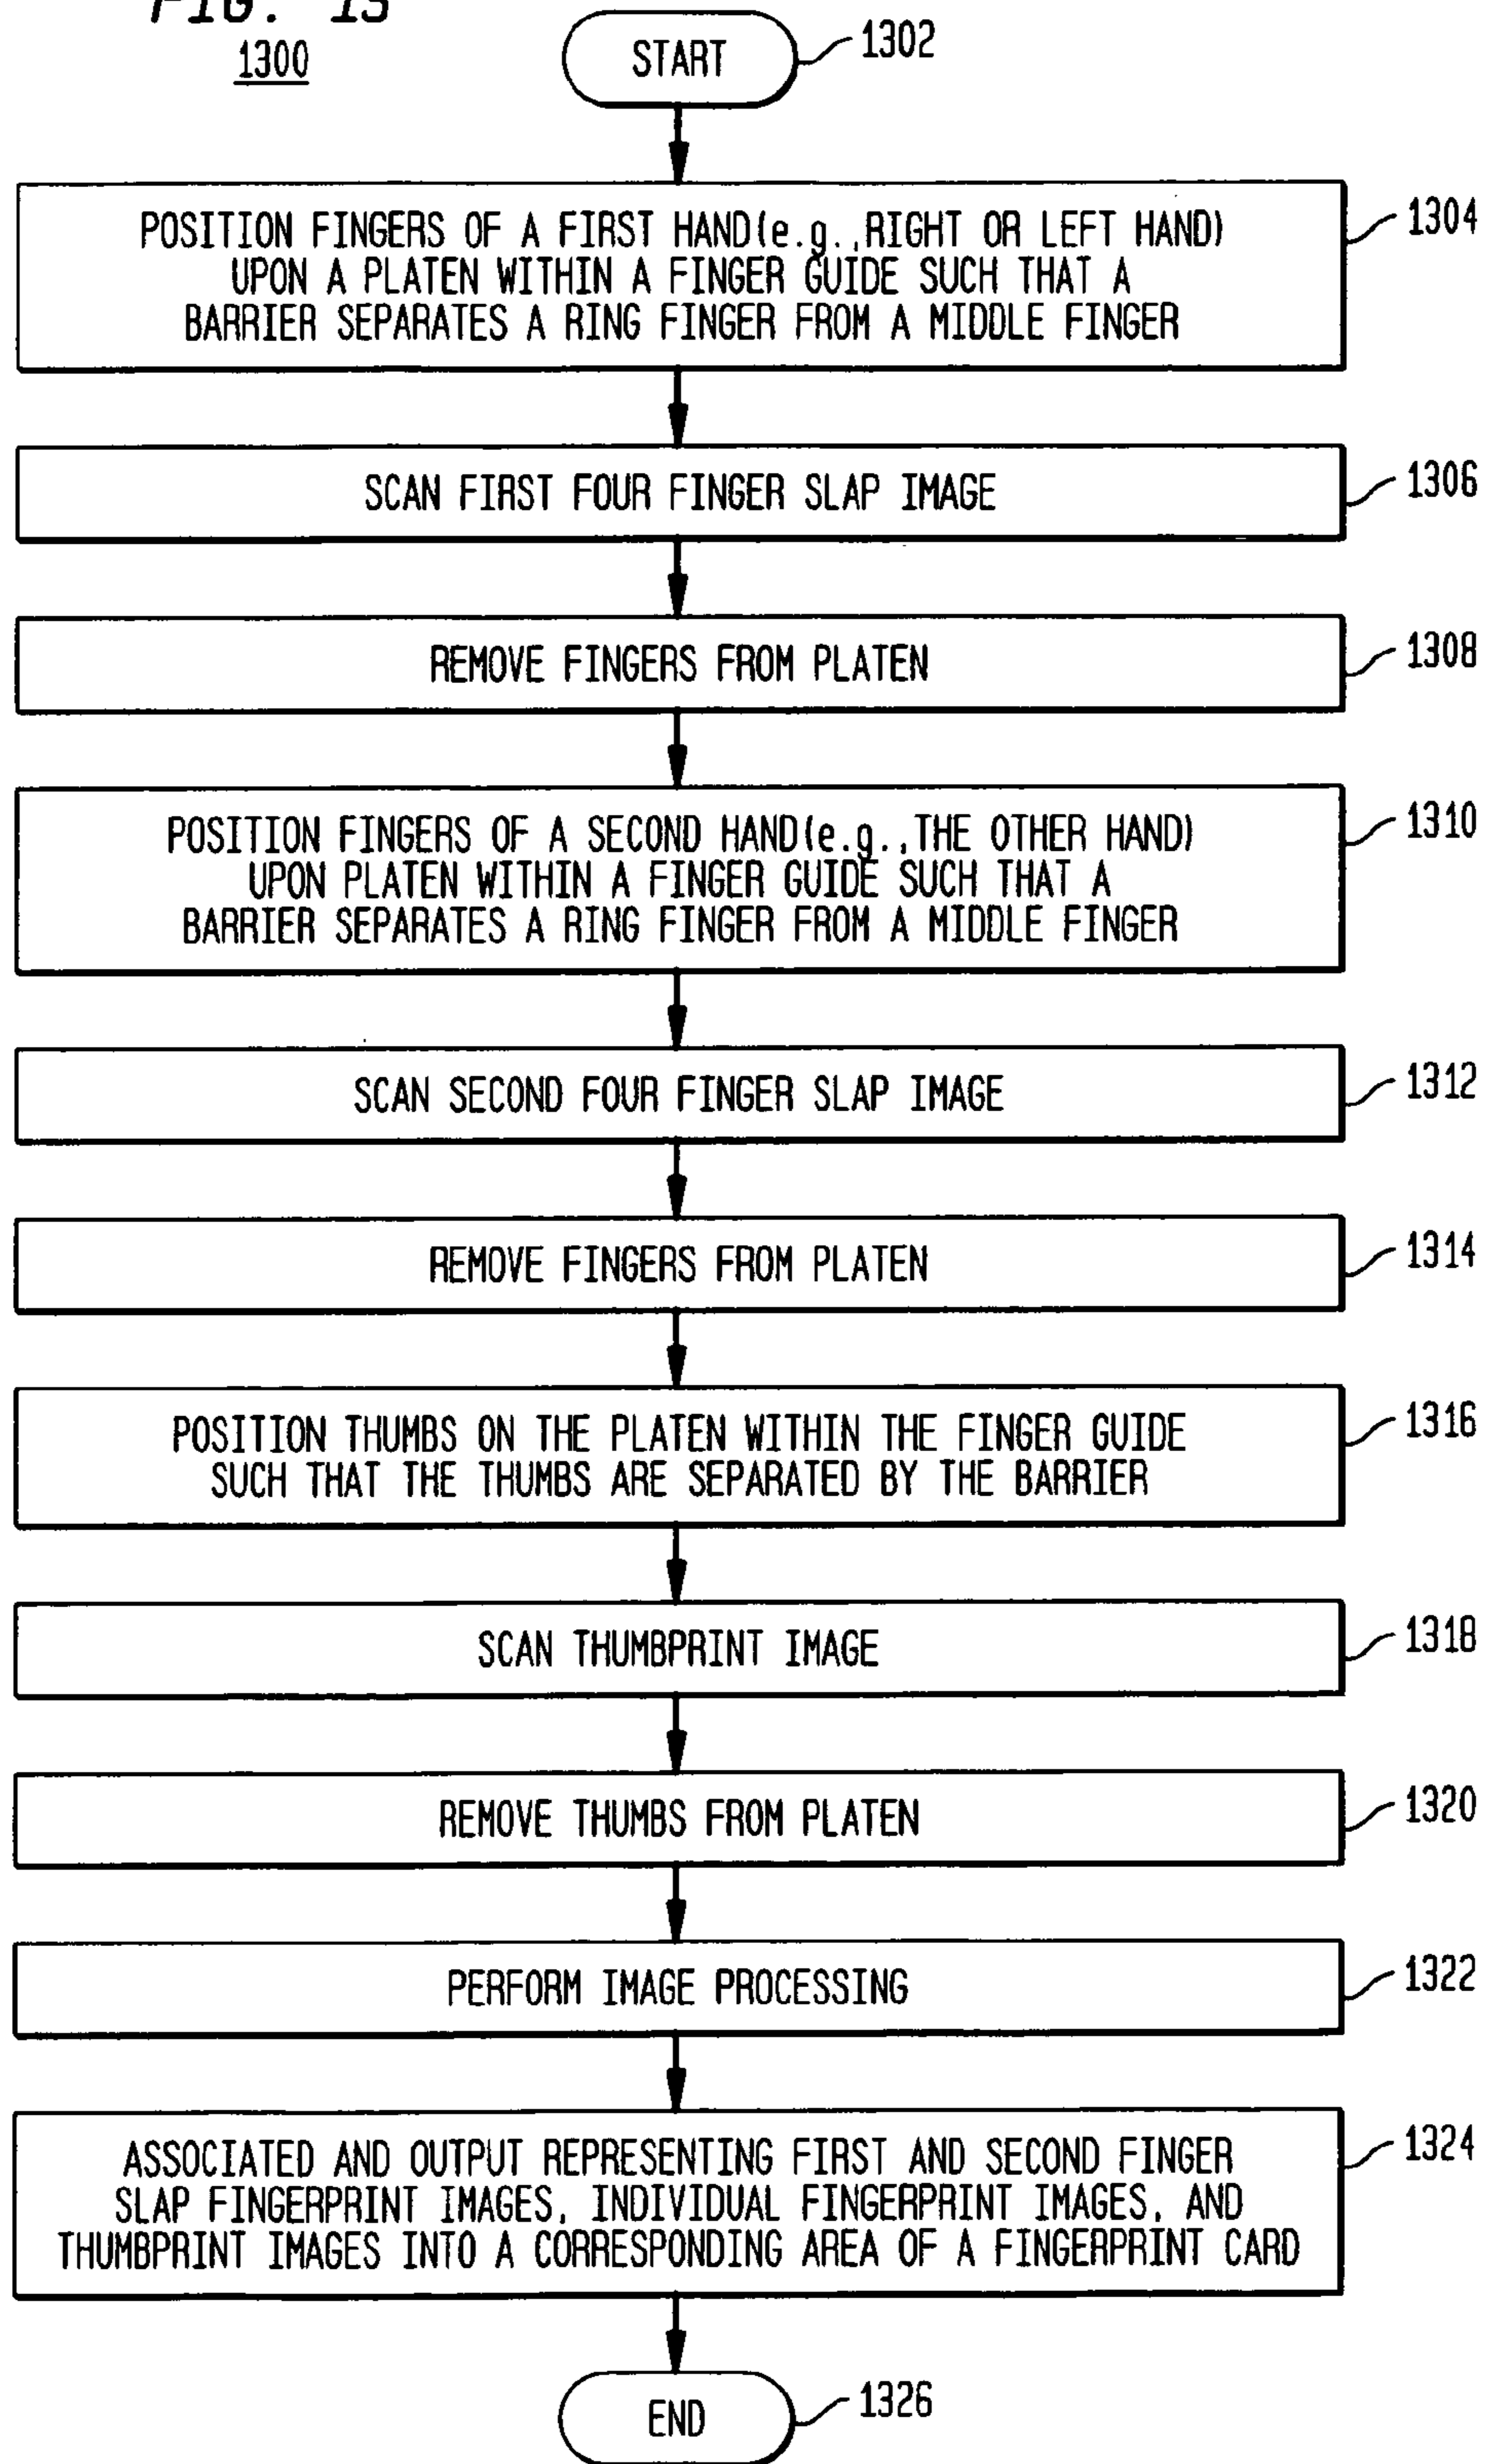 FIG. 13
1300
START
1302
POSITION FINGERS OF A FIRST HAND(e.g.,RIGHT OR LEFT HAND)
UPON A PLATEN WITHIN A FINGER GUIDE SUCH THAT A
BARRIER SEPARATES A RING FINGER FROM A MIDDLE FINGER
1304
SCAN FIRST FOUR FINGER SLAP IMAGE
1306
REMOVE FINGERS FROM PLATEN
1308
POSITION FINGERS OF A SECOND HAND(e.g.,THE OTHER HAND)
UPON PLATEN WITHIN A FINGER GUIDE SUCH THAT A
BARRIER SEPARATES A RING FINGER FROM A MIDDLE FINGER
1310
SCAN SECOND FOUR FINGER SLAP IMAGE
1312
REMOVE FINGERS FROM PLATEN
1314
POSITION THUMBS ON THE PLATEN WITHIN THE FINGER GUIDE
SUCH THAT THE THUMBS ARE SEPARATED BY THE BARRIER
1316
SCAN THUMBPRINT IMAGE
1318
REMOVE THUMBS FROM PLATEN
1320
PERFORM IMAGE PROCESSING
1322
ASSOCIATED AND OUTPUT REPRESENTING FIRST AND SECOND FINGER
SLAP FINGERPRINT IMAGES, INDIVIDUAL FINGERPRINT IMAGES, AND
THUMBPRINT IMAGES INTO A CORRESPONDING AREA OF A FINGERPRINT CARD
1324
END
1326